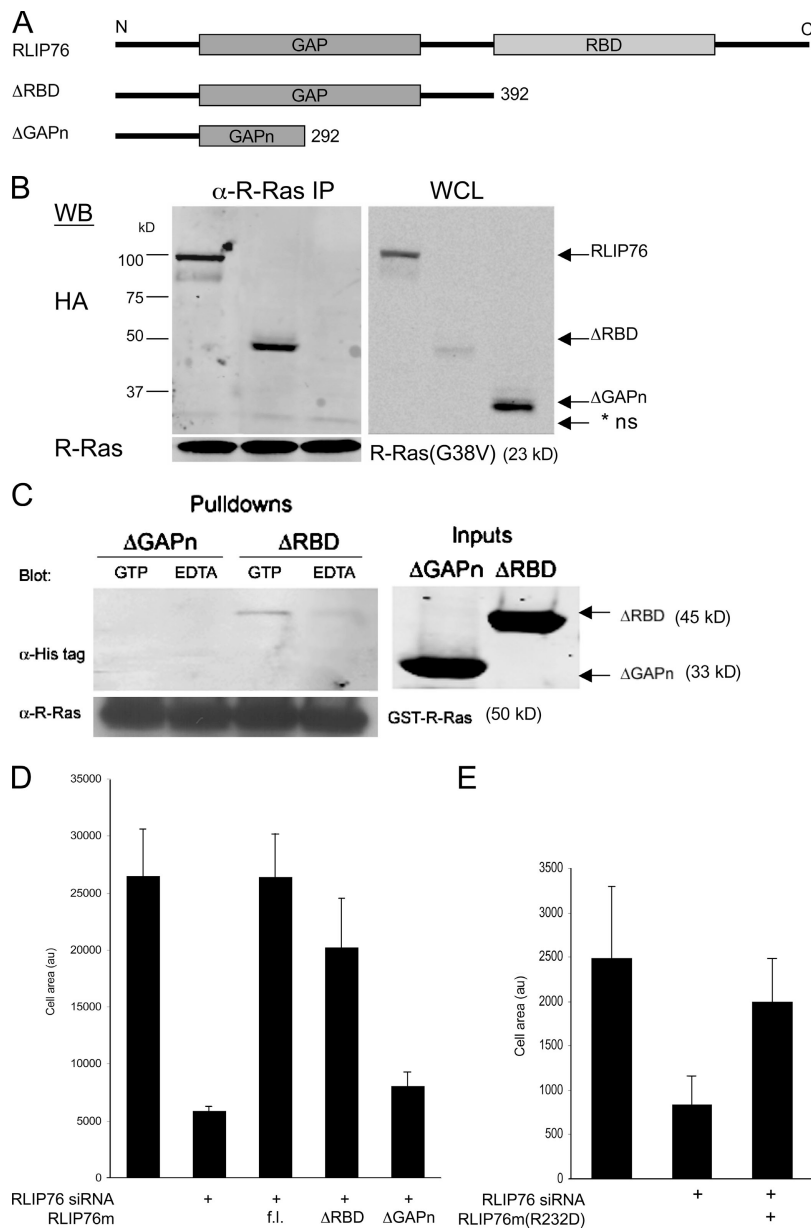 A
N
C
RLIP76
GAP
RBD
ΔRBD
GAP
392
ΔGAPn
GAPn
292
B
α-R-Ras IP
WCL
WB
kD
100
RLIP76
75
HA
50
ΔRBD
37
ΔGAPn
* ns
R-Ras
R-Ras(G38V) (23 kD)
C
Pulldowns
ΔGAPn ΔRBD
Inputs
Blot: GTP EDTA GTP EDTA
ΔGAPn ΔRBD
ΔRBD (45 kD)
α-His tag
ΔGAPn (33 kD)
α-R-Ras
GST-R-Ras (50 kD)
D
35000
30000
25000
20000
15000
10000
5000
0
Cell area (au)
RLIP76 siRNA + + + +
RLIP76m f.l. ΔRBD ΔGAPn
E
3500
3000
2500
2000
1500
1000
500
0
Cell area (au)
RLIP76 siRNA + +
RLIP76m(R232D) +